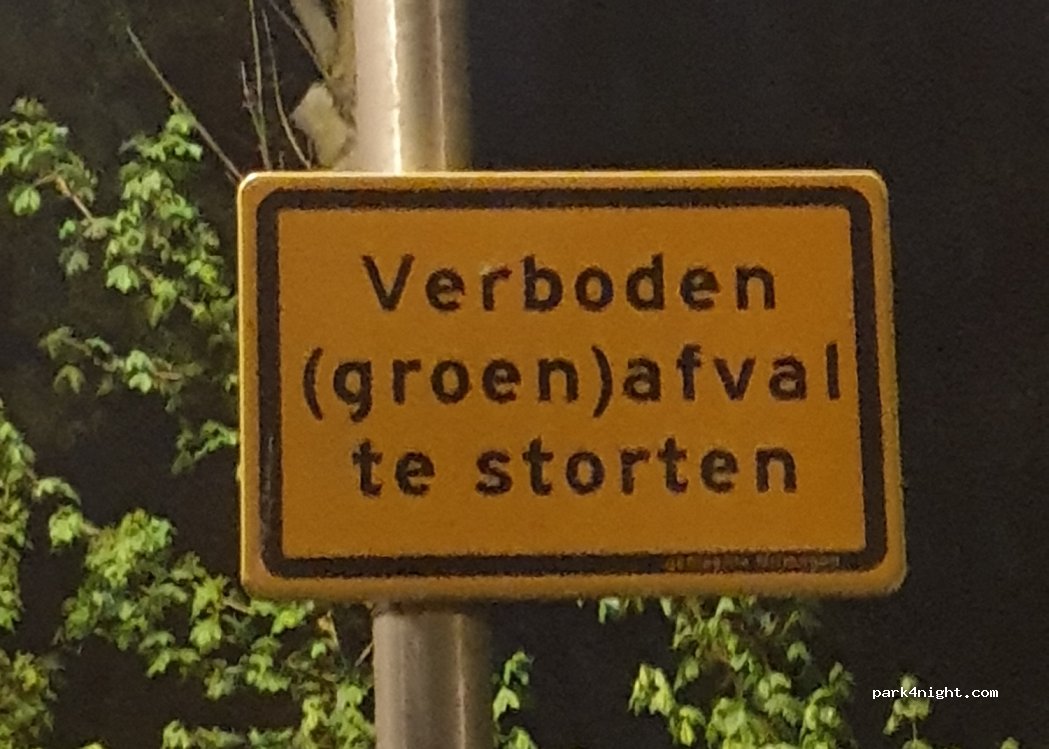 Verboden
(groen)afval
te storten
park4night.com